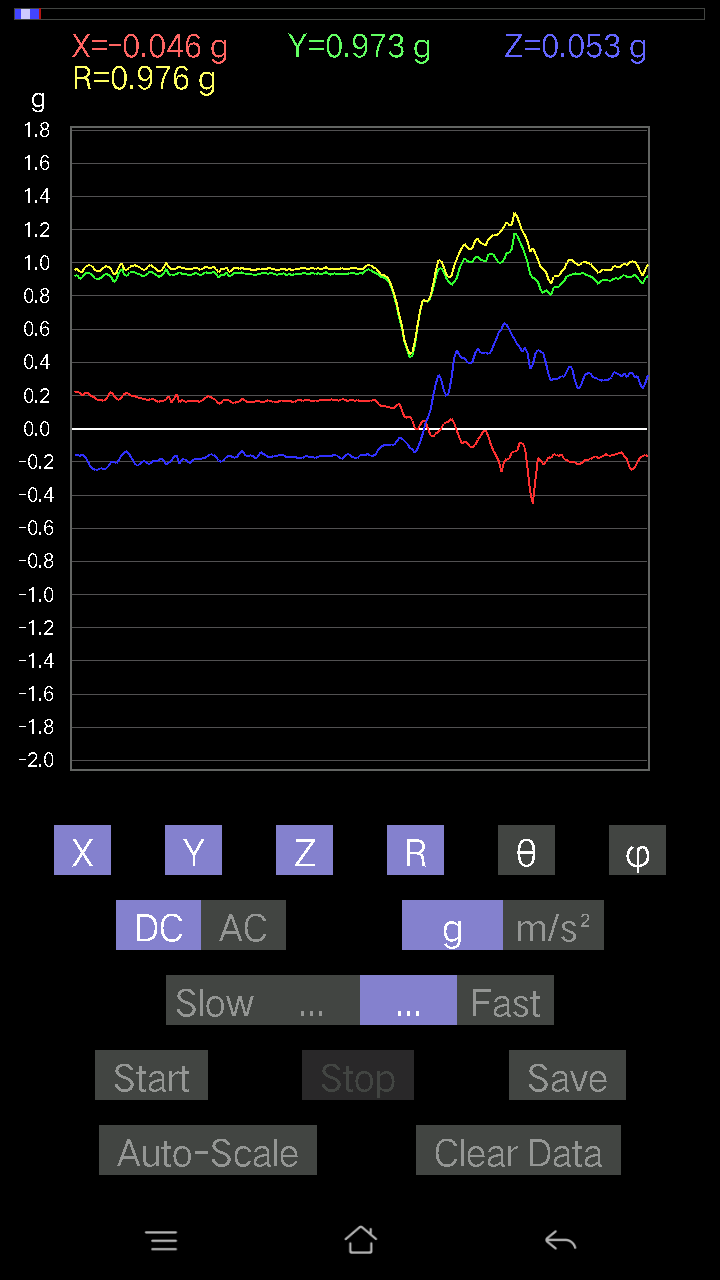 X=-0.046 g Y=0.973 g Z=0.053 g
R=0.976 g
g
1.8
1.6
1.4
1.2
1.0
0.8
0.6
0.4
0.2
0.0
-0.2
-0.4
-0.6
-0.8
-1.0
-1.2
-1.4
-1.6
-1.8
-2.0
X Y Z R θ φ
DC AC g m/s²
Slow ... ... Fast
Start Stop Save
Auto-Scale Clear Data